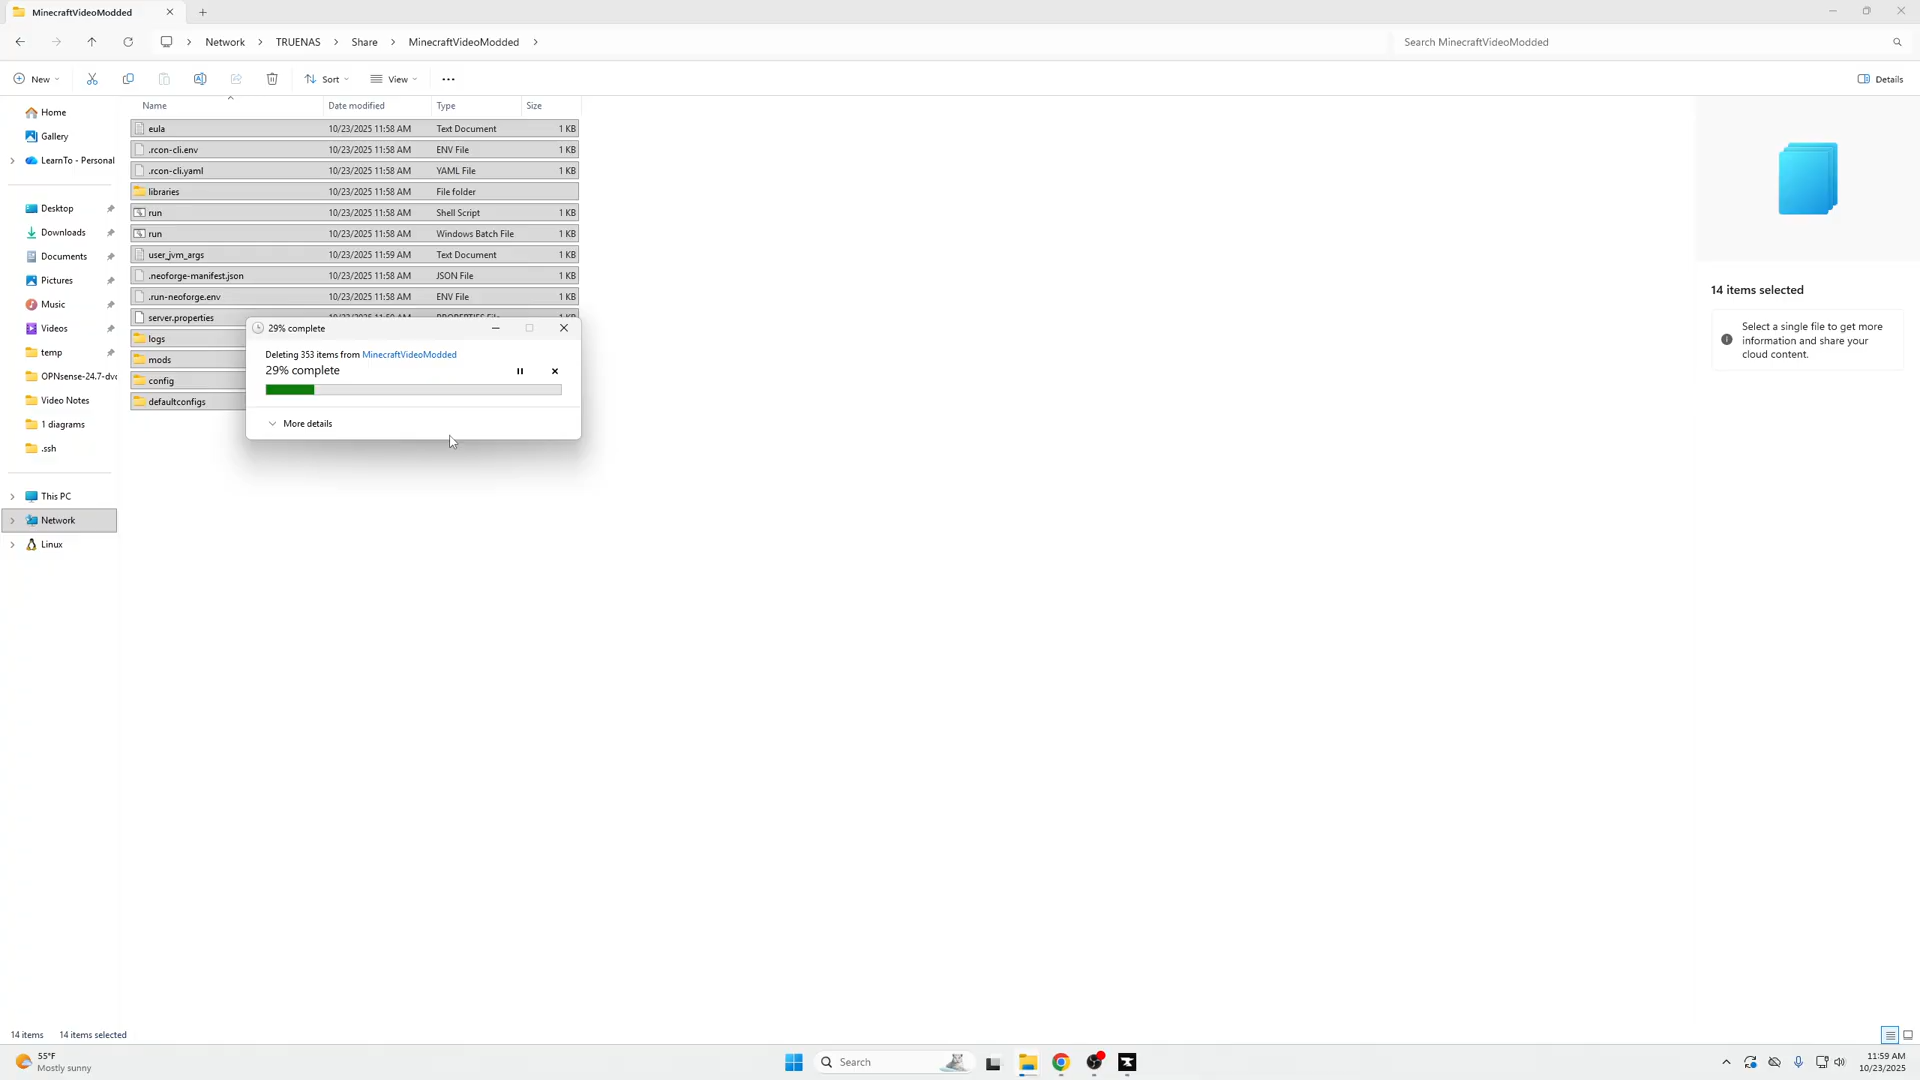 MinecraftVideoModded
Network > TRUENAS > Share > MinecraftVideoModded >
Search MinecraftVideoModded
New
Sort
View
Details
Name Date modified Type Size
eula 10/23/2025 11:58 AM Text Document 1 KB
.rcon-cli.env 10/23/2025 11:58 AM ENV File 1 KB
.rcon-cli.yaml 10/23/2025 11:58 AM YAML File 1 KB
libraries 10/23/2025 11:58 AM File folder
run 10/23/2025 11:58 AM Shell Script 1 KB
run 10/23/2025 11:58 AM Windows Batch File 1 KB
user_jvm_args 10/23/2025 11:59 AM Text Document 1 KB
.neoforge-manifest.json 10/23/2025 11:58 AM JSON File 1 KB
.run-neoforge.env 10/23/2025 11:58 AM ENV File 1 KB
server.properties
logs
mods
config
defaultconfigs
29% complete
Deleting 353 items from MinecraftVideoModded
29% complete
More details
Home
Gallery
LearnTo - Personal
Desktop
Downloads
Documents
Pictures
Music
Videos
temp
OPNsense-24.7-dvd
Video Notes
1 diagrams
.ssh
This PC
Network
Linux
14 items selected
Select a single file to get more
information and share your
cloud content.
14 items 14 items selected
55°F
Mostly sunny
Search
11:59 AM
10/23/2025